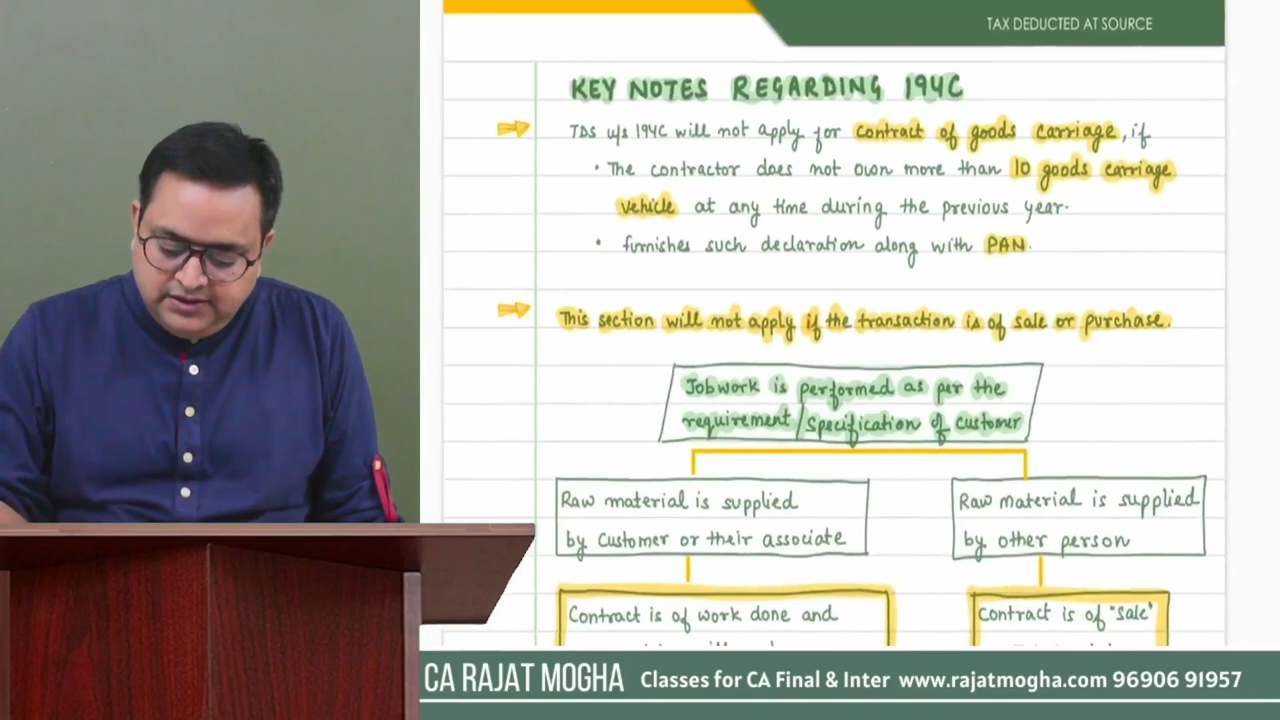 TAX DEDUCTED AT SOURCE
KEY NOTES REGARDING 194C
TDS u/s 194C will not apply for contract of goods carriage, if
• The contractor does not own more than 10 goods carriage
vehicle at any time during the previous year.
• furnishes such declaration along with PAN.
This section will not apply if the transaction is of sale or purchase.
Jobwork is performed as per the
requirement/specification of customer
Raw material is supplied
by customer or their associate
Raw material is supplied
by other person
Contract is of work done and
Contract is of "sale"
CA RAJAT MOGHA Classes for CA Final & Inter www.rajatmogha.com 96906 91957